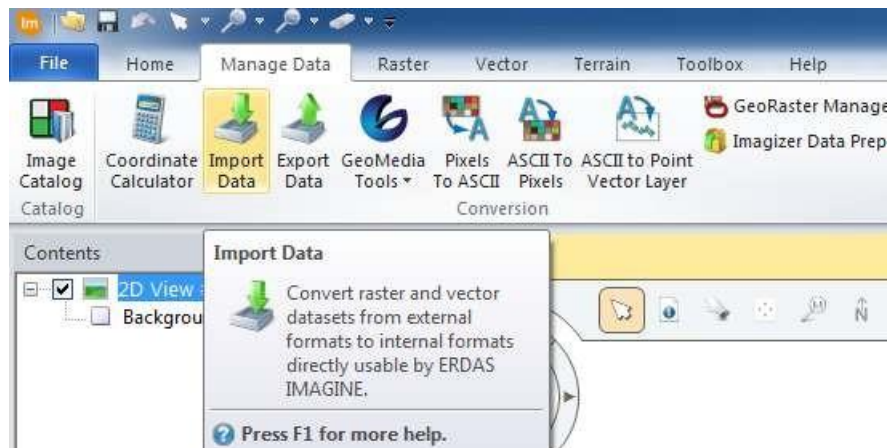 Im
File Home Manage Data Raster Vector Terrain Toolbox Help
Image Catalog
Coordinate Calculator
Import Data
Export Data
GeoMedia Tools
Pixels To ASCII
ASCII To Pixels
ASCII to Point Vector Layer
GeoRaster Manage
Imagizer Data Prep
Catalog
Conversion
Contents
2D View
Backgrou
Import Data
Convert raster and vector
datasets from external
formats to internal formats
directly usable by ERDAS
IMAGINE.
Press F1 for more help.
N